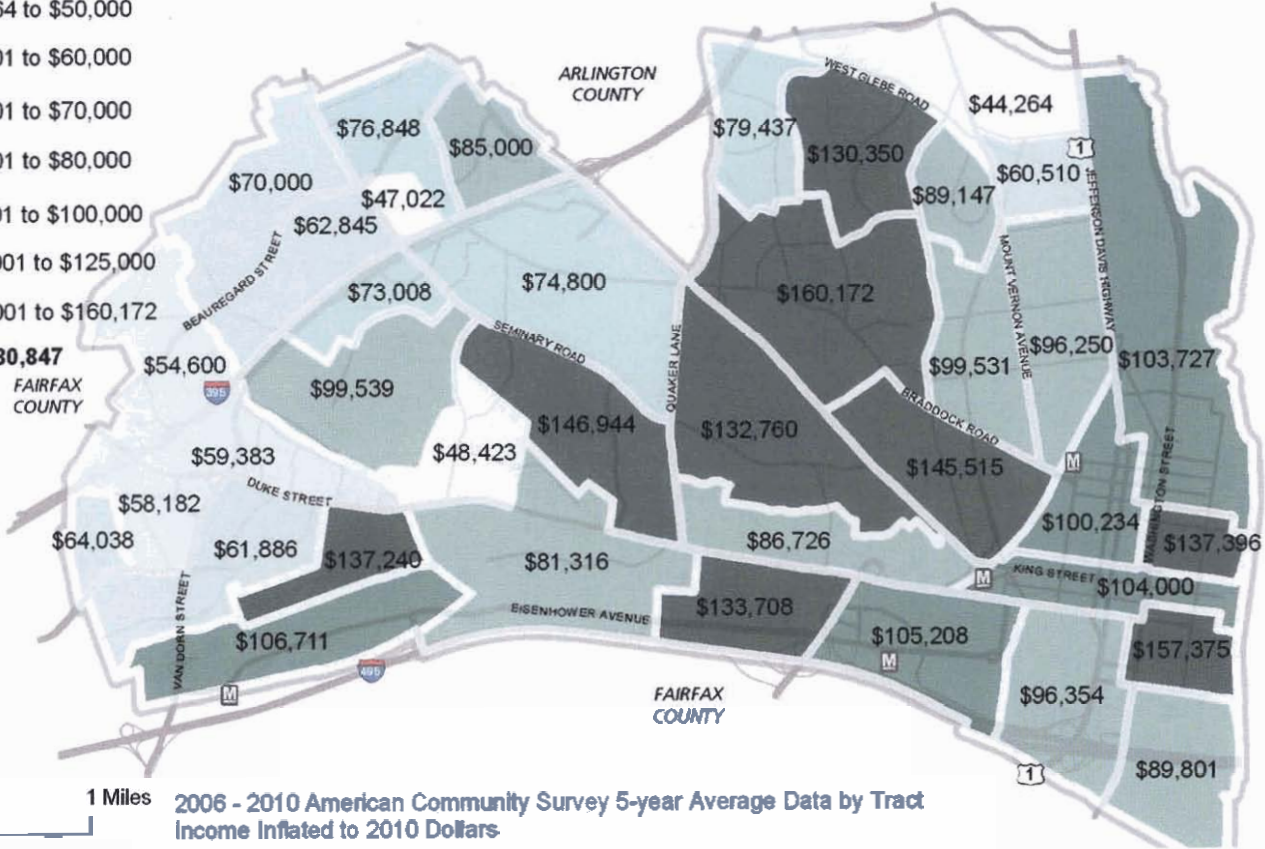 64 to $50,000
01 to $60,000
01 to $70,000
01 to $80,000
01 to $100,000
001 to $125,000
001 to $160,172
80,847
FAIRFAX
COUNTY
ARLINGTON
COUNTY
WEST GLEBE ROAD
$44,264
$76,848
$85,000
$79,437
$130,350
1
$70,000
$47,022
$89,147
$60,510
$62,845
JEFFERSON DAVIS HIGHWAY
BEAUREGARD STREET
$73,008
$74,800
$160,172
MOUNT VERNON AVENUE
SEMINARY ROAD
QUAKER LANE
$54,600
395
$99,539
$99,531
$96,250
$103,727
BRADDOCK ROAD
$146,944
$132,760
$59,383
$48,423
$145,515
M
WASHINGTON STREET
DUKE STREET
$58,182
$64,038
$61,886
$137,240
$81,316
$86,726
$100,234
$137,396
M
KING STREET
$104,000
VAN DORN STREET
EISENHOWER AVENUE
$133,708
$106,711
$105,208
$157,375
M
495
M
FAIRFAX
COUNTY
$96,354
1
$89,801
1 Miles
2006 - 2010 American Community Survey 5-year Average Data by Tract
Income Inflated to 2010 Dollars